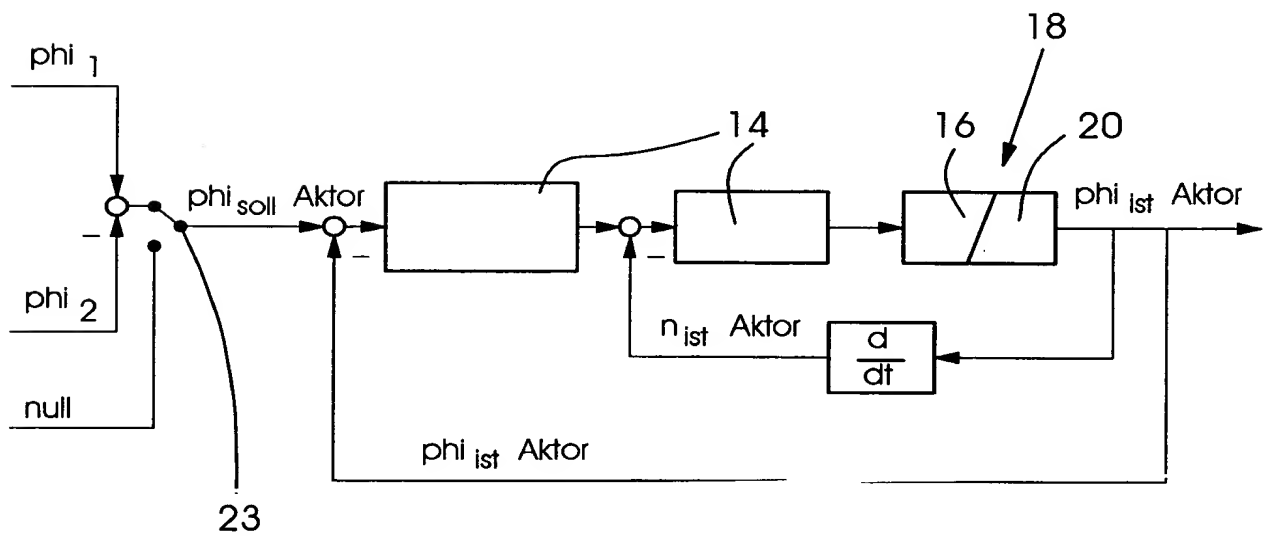 18
phi 1
14
16
20
phi soll Aktor
phi ist Aktor
–
–
–
phi 2
n ist Aktor
d
dt
null
phi ist Aktor
23